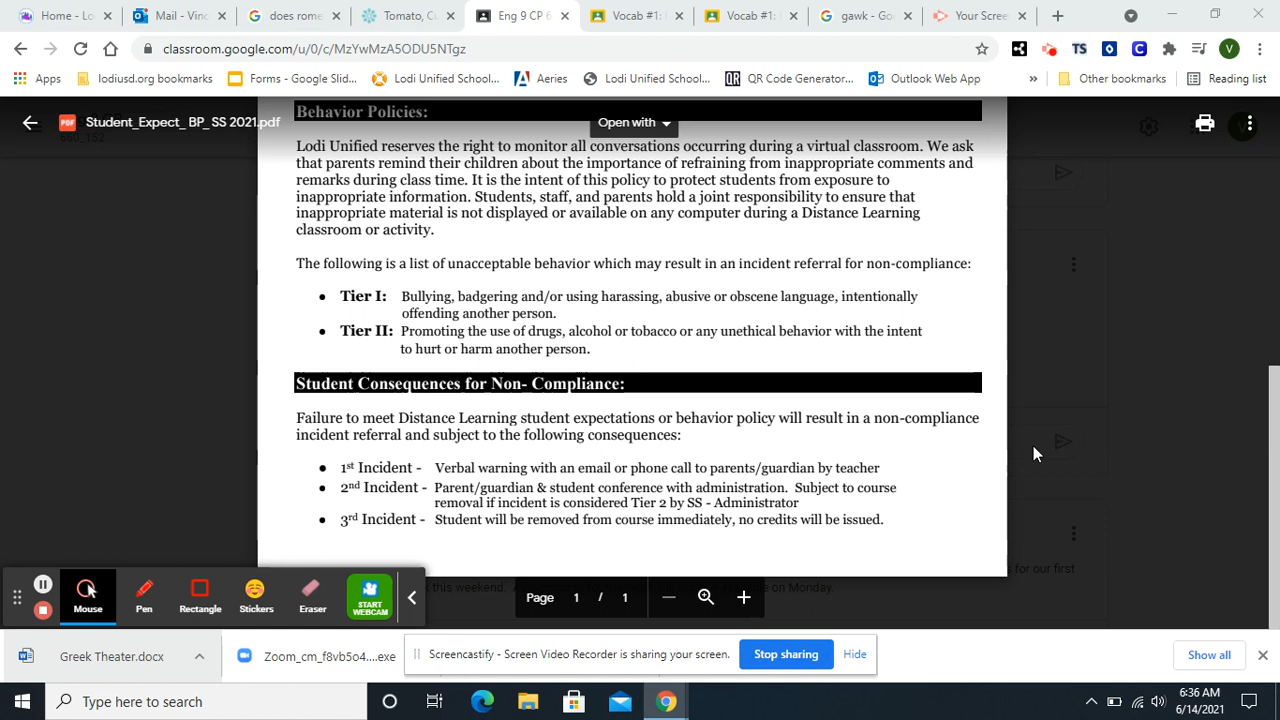 Home - Lo
Mail - Vinc
does rome
Tomato, Cu
Eng 9 CP 6
Vocab #1:
Vocab #1:
gawk - Goo
Your Scree
classroom.google.com/u/0/c/MzYwMzA5ODU5NTgz
TS
C
V
Apps
lodiusd.org bookmarks
Forms - Google Slid...
Lodi Unified School...
Aeries
Lodi Unified School...
QR Code Generator...
Outlook Web App
»
Other bookmarks
Reading list
PDF
Student_Expect_BP_SS 2021.pdf
Open with
Behavior Policies:
Lodi Unified reserves the right to monitor all conversations occurring during a virtual classroom. We ask
that parents remind their children about the importance of refraining from inappropriate comments and
remarks during class time. It is the intent of this policy to protect students from exposure to
inappropriate information. Students, staff, and parents hold a joint responsibility to ensure that
inappropriate material is not displayed or available on any computer during a Distance Learning
classroom or activity.
The following is a list of unacceptable behavior which may result in an incident referral for non-compliance:
• Tier I: Bullying, badgering and/or using harassing, abusive or obscene language, intentionally
offending another person.
• Tier II: Promoting the use of drugs, alcohol or tobacco or any unethical behavior with the intent
to hurt or harm another person.
Student Consequences for Non- Compliance:
Failure to meet Distance Learning student expectations or behavior policy will result in a non-compliance
incident referral and subject to the following consequences:
• 1st Incident - Verbal warning with an email or phone call to parents/guardian by teacher
• 2nd Incident - Parent/guardian & student conference with administration. Subject to course
removal if incident is considered Tier 2 by SS - Administrator
• 3rd Incident - Student will be removed from course immediately, no credits will be issued.
s for our first
this weekend.
on Monday.
Mouse
Pen
Rectangle
Stickers
Eraser
START
WEBCAM
Page 1 / 1
Greek Theater.docx
Zoom_cm_f8vb5o4....exe
Screencastify - Screen Video Recorder is sharing your screen.
Stop sharing
Hide
Show all
Type here to search
6:36 AM
6/14/2021